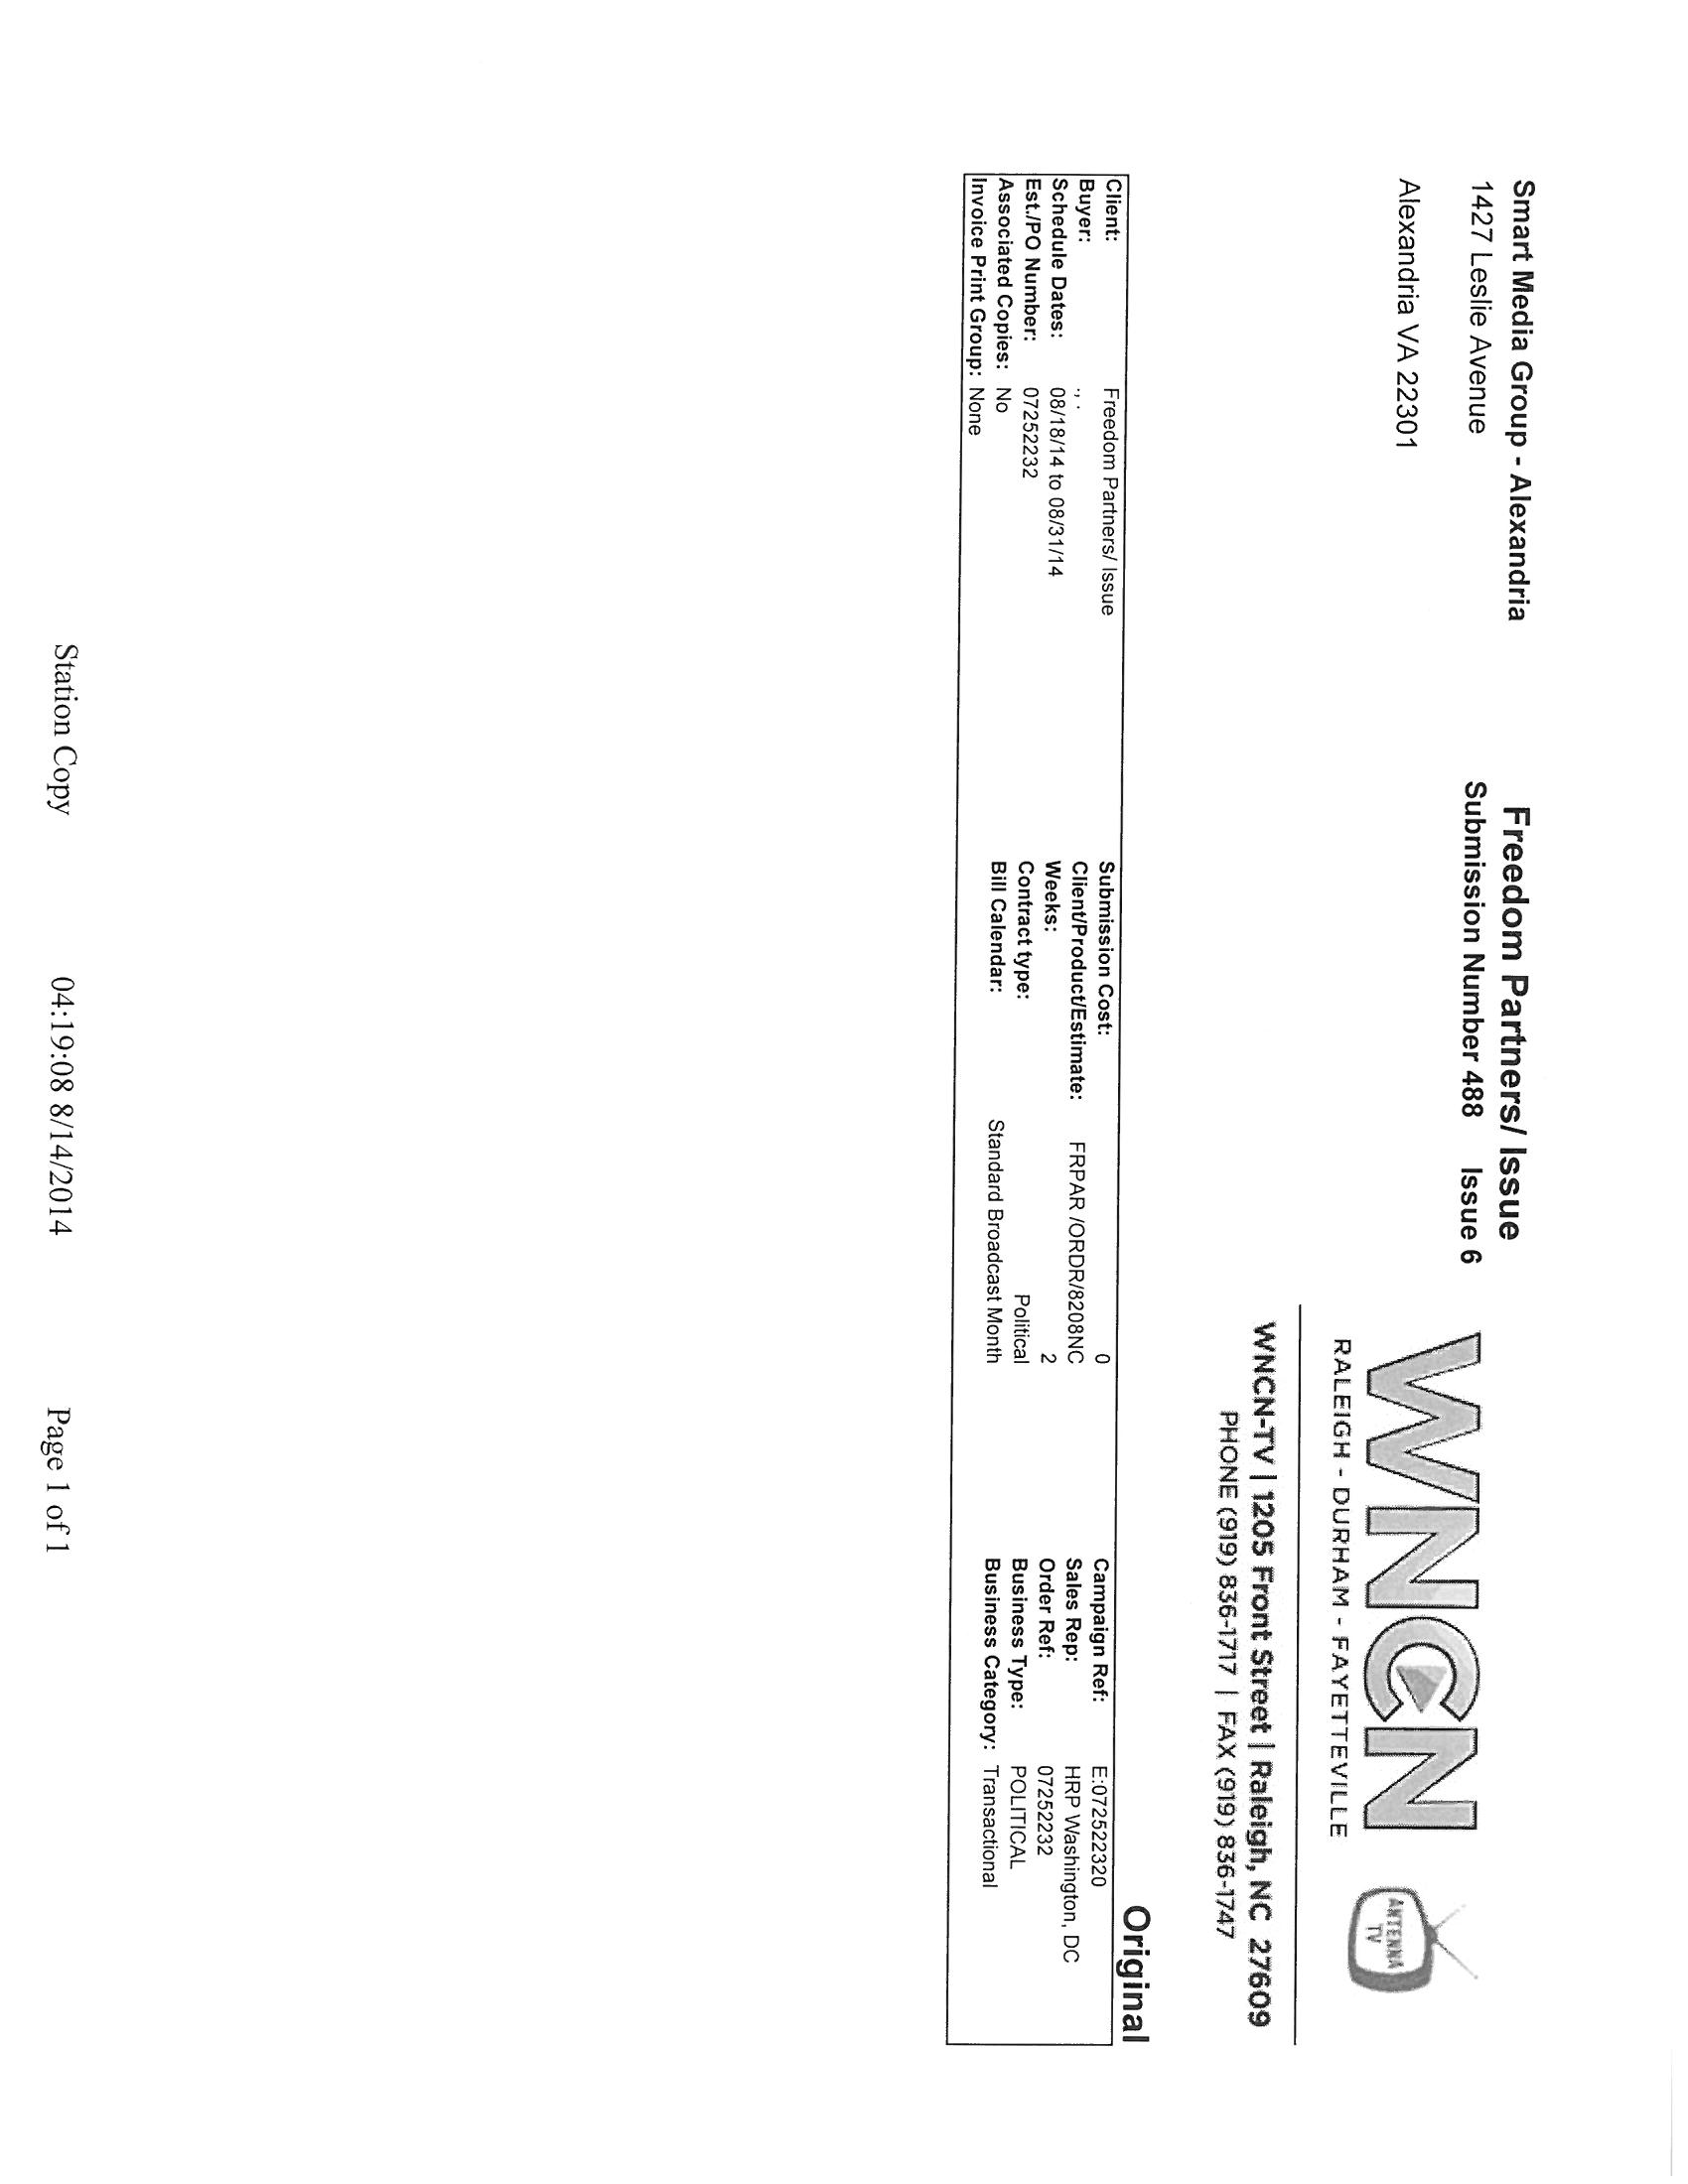 Smart Media Group - Alexandria
1427 Leslie Avenue
Alexandria VA 22301
Freedom Partners/ Issue
Submission Number 488 Issue 6
WNCN
RALEIGH - DURHAM - FAYETTEVILLE
ANTENNA
TV
WNCN-TV | 1205 Front Street | Raleigh, NC 27609
PHONE (919) 836-1717 | FAX (919) 836-1747
Original
Client: Freedom Partners/ Issue
Buyer: ., .
Schedule Dates: 08/18/14 to 08/31/14
Est./PO Number: 07252232
Associated Copies: No
Invoice Print Group: None
Submission Cost: 0
Client/Product/Estimate: FRPAR /ORDR/8208NC
Weeks: 2
Contract type: Political
Bill Calendar: Standard Broadcast Month
Campaign Ref: E:072522320
Sales Rep: HRP Washington, DC
Order Ref: 07252232
Business Type: POLITICAL
Business Category: Transactional
Station Copy 04:19:08 8/14/2014 Page 1 of 1